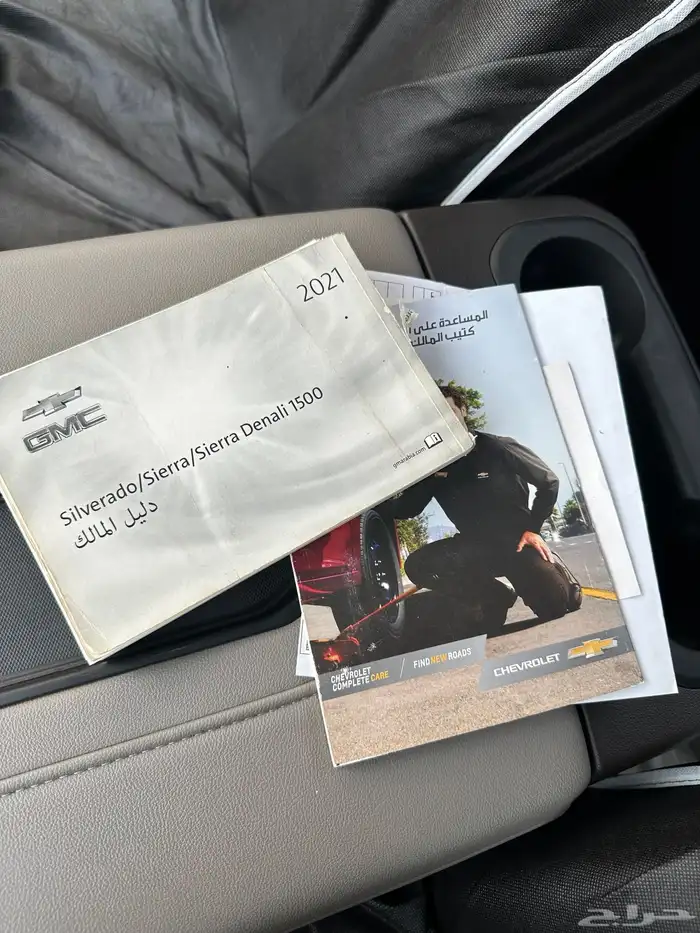 2021
GMC
Silverado/Sierra/Sierra Denali 1500
دليل المالك
gmarabia.com
المساعدة على
كتيب المالك
CHEVROLET
COMPLETE CARE
FIND NEW ROADS
CHEVROLET
حراج